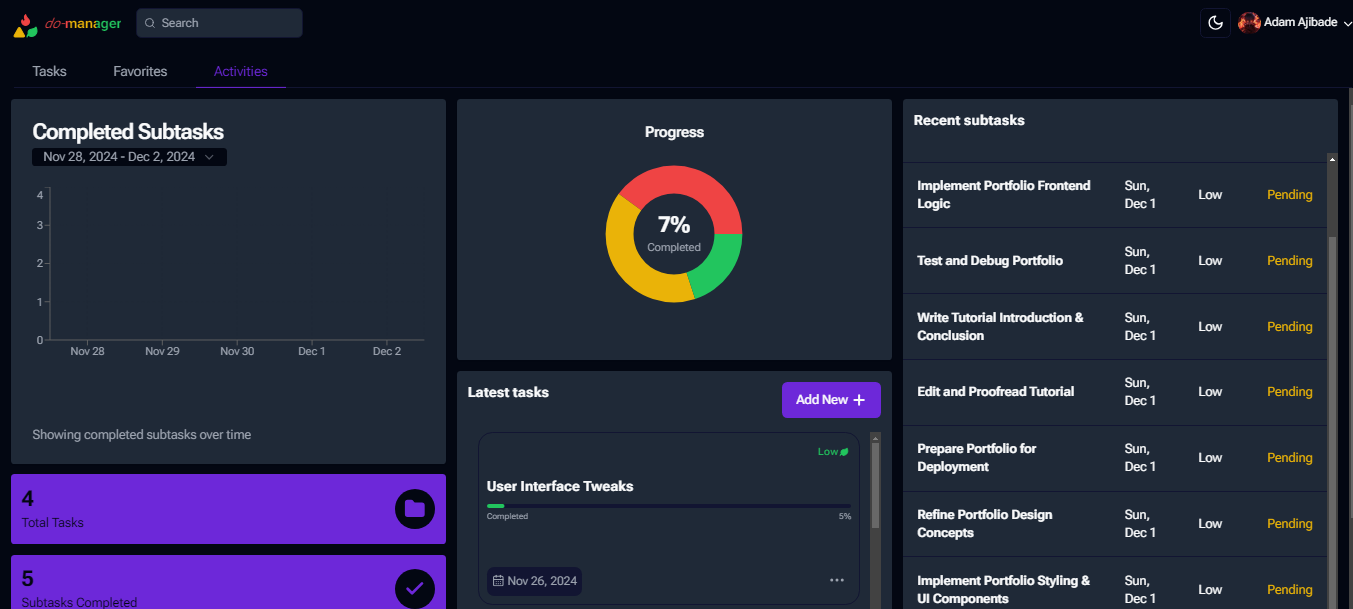 do-manager
Search
Adam Ajibade
Tasks
Favorites
Activities
Completed Subtasks
Nov 28, 2024 - Dec 2, 2024
4
3
2
1
0
Nov 28
Nov 29
Nov 30
Dec 1
Dec 2
Showing completed subtasks over time
4
Total Tasks
5
Subtasks Completed
Progress
7%
Completed
Latest tasks
Add New
Low
User Interface Tweaks
Completed
5%
Nov 26, 2024
Recent subtasks
Implement Portfolio Frontend
Logic
Sun,
Dec 1
Low
Pending
Test and Debug Portfolio
Sun,
Dec 1
Low
Pending
Write Tutorial Introduction &
Conclusion
Sun,
Dec 1
Low
Pending
Edit and Proofread Tutorial
Sun,
Dec 1
Low
Pending
Prepare Portfolio for
Deployment
Sun,
Dec 1
Low
Pending
Refine Portfolio Design
Concepts
Sun,
Dec 1
Low
Pending
Implement Portfolio Styling &
UI Components
Sun,
Dec 1
Low
Pending